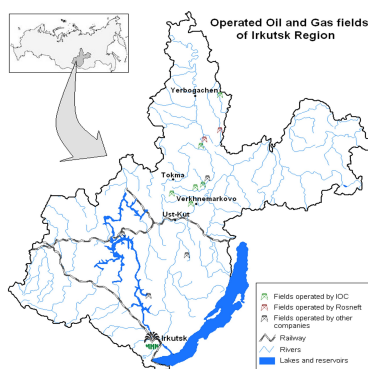 Operated Oil and Gas fields
of Irkutsk Region
Yerbogachen
Tokma
Verkhnemarkovo
Ust-Kut
Irkutsk
Fields operated by IOC
Fields operated by Rosneft
Fields operated by other
companies
Railway
Rivers
Lakes and reservoirs